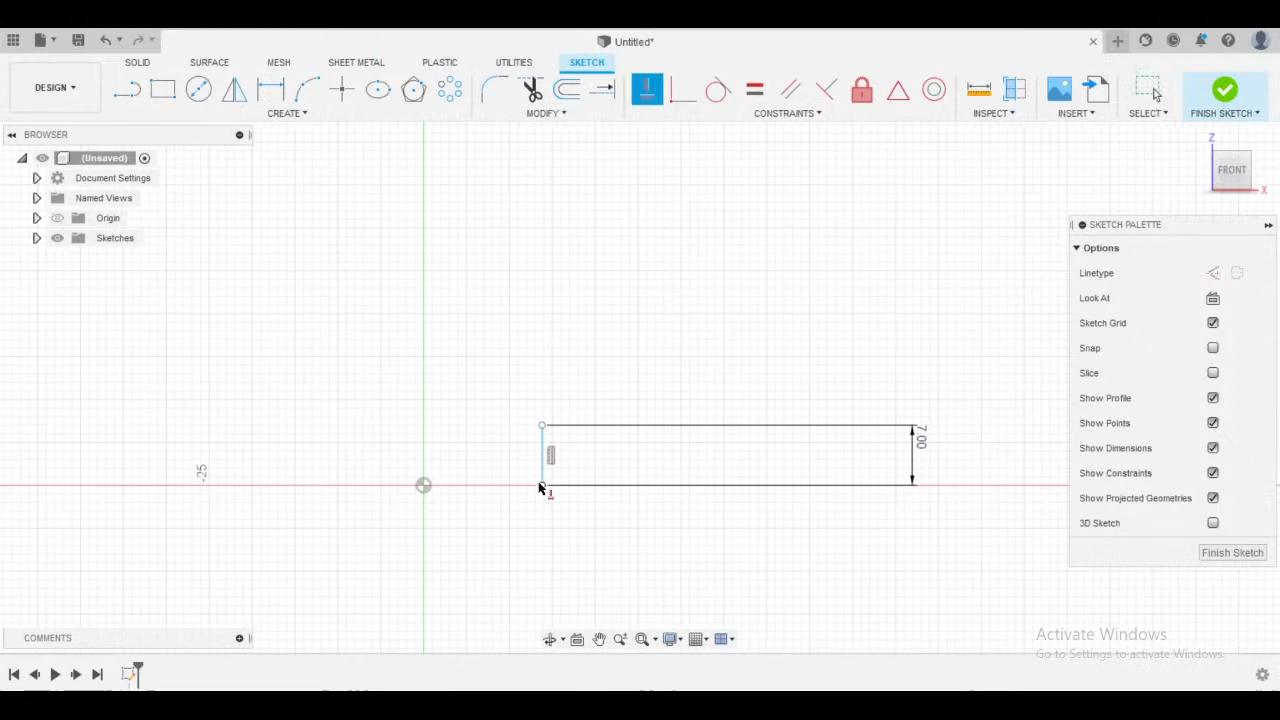 Untitled*
SOLID SURFACE MESH SHEET METAL PLASTIC UTILITIES SKETCH
DESIGN ▾
CREATE ▾ MODIFY ▾ CONSTRAINTS ▾ INSPECT ▾ INSERT ▾ SELECT ▾ FINISH SKETCH ▾
BROWSER
(Unsaved)
Document Settings
Named Views
Origin
Sketches
Z
FRONT
X
SKETCH PALETTE
Options
Linetype
Look At
Sketch Grid
Snap
Slice
Show Profile
Show Points
Show Dimensions
Show Constraints
Show Projected Geometries
3D Sketch
Finish Sketch
7.00
-25
COMMENTS
Activate Windows
Go to Settings to activate Windows.